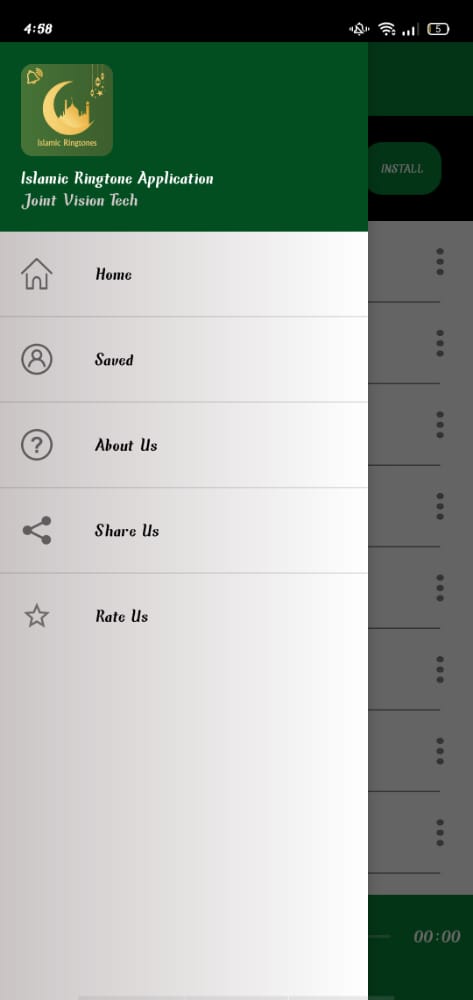 4:58
5
Islamic Ringtones
Islamic Ringtone Application
Joint Vision Tech
INSTALL
Home
Saved
About Us
Share Us
Rate Us
00:00